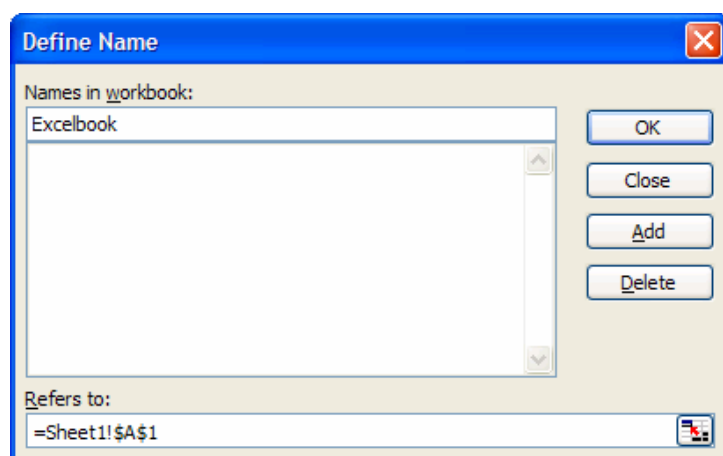 Define Name
Names in workbook:
Excelbook
OK
Close
Add
Delete
Refers to:
=Sheet1!$A$1